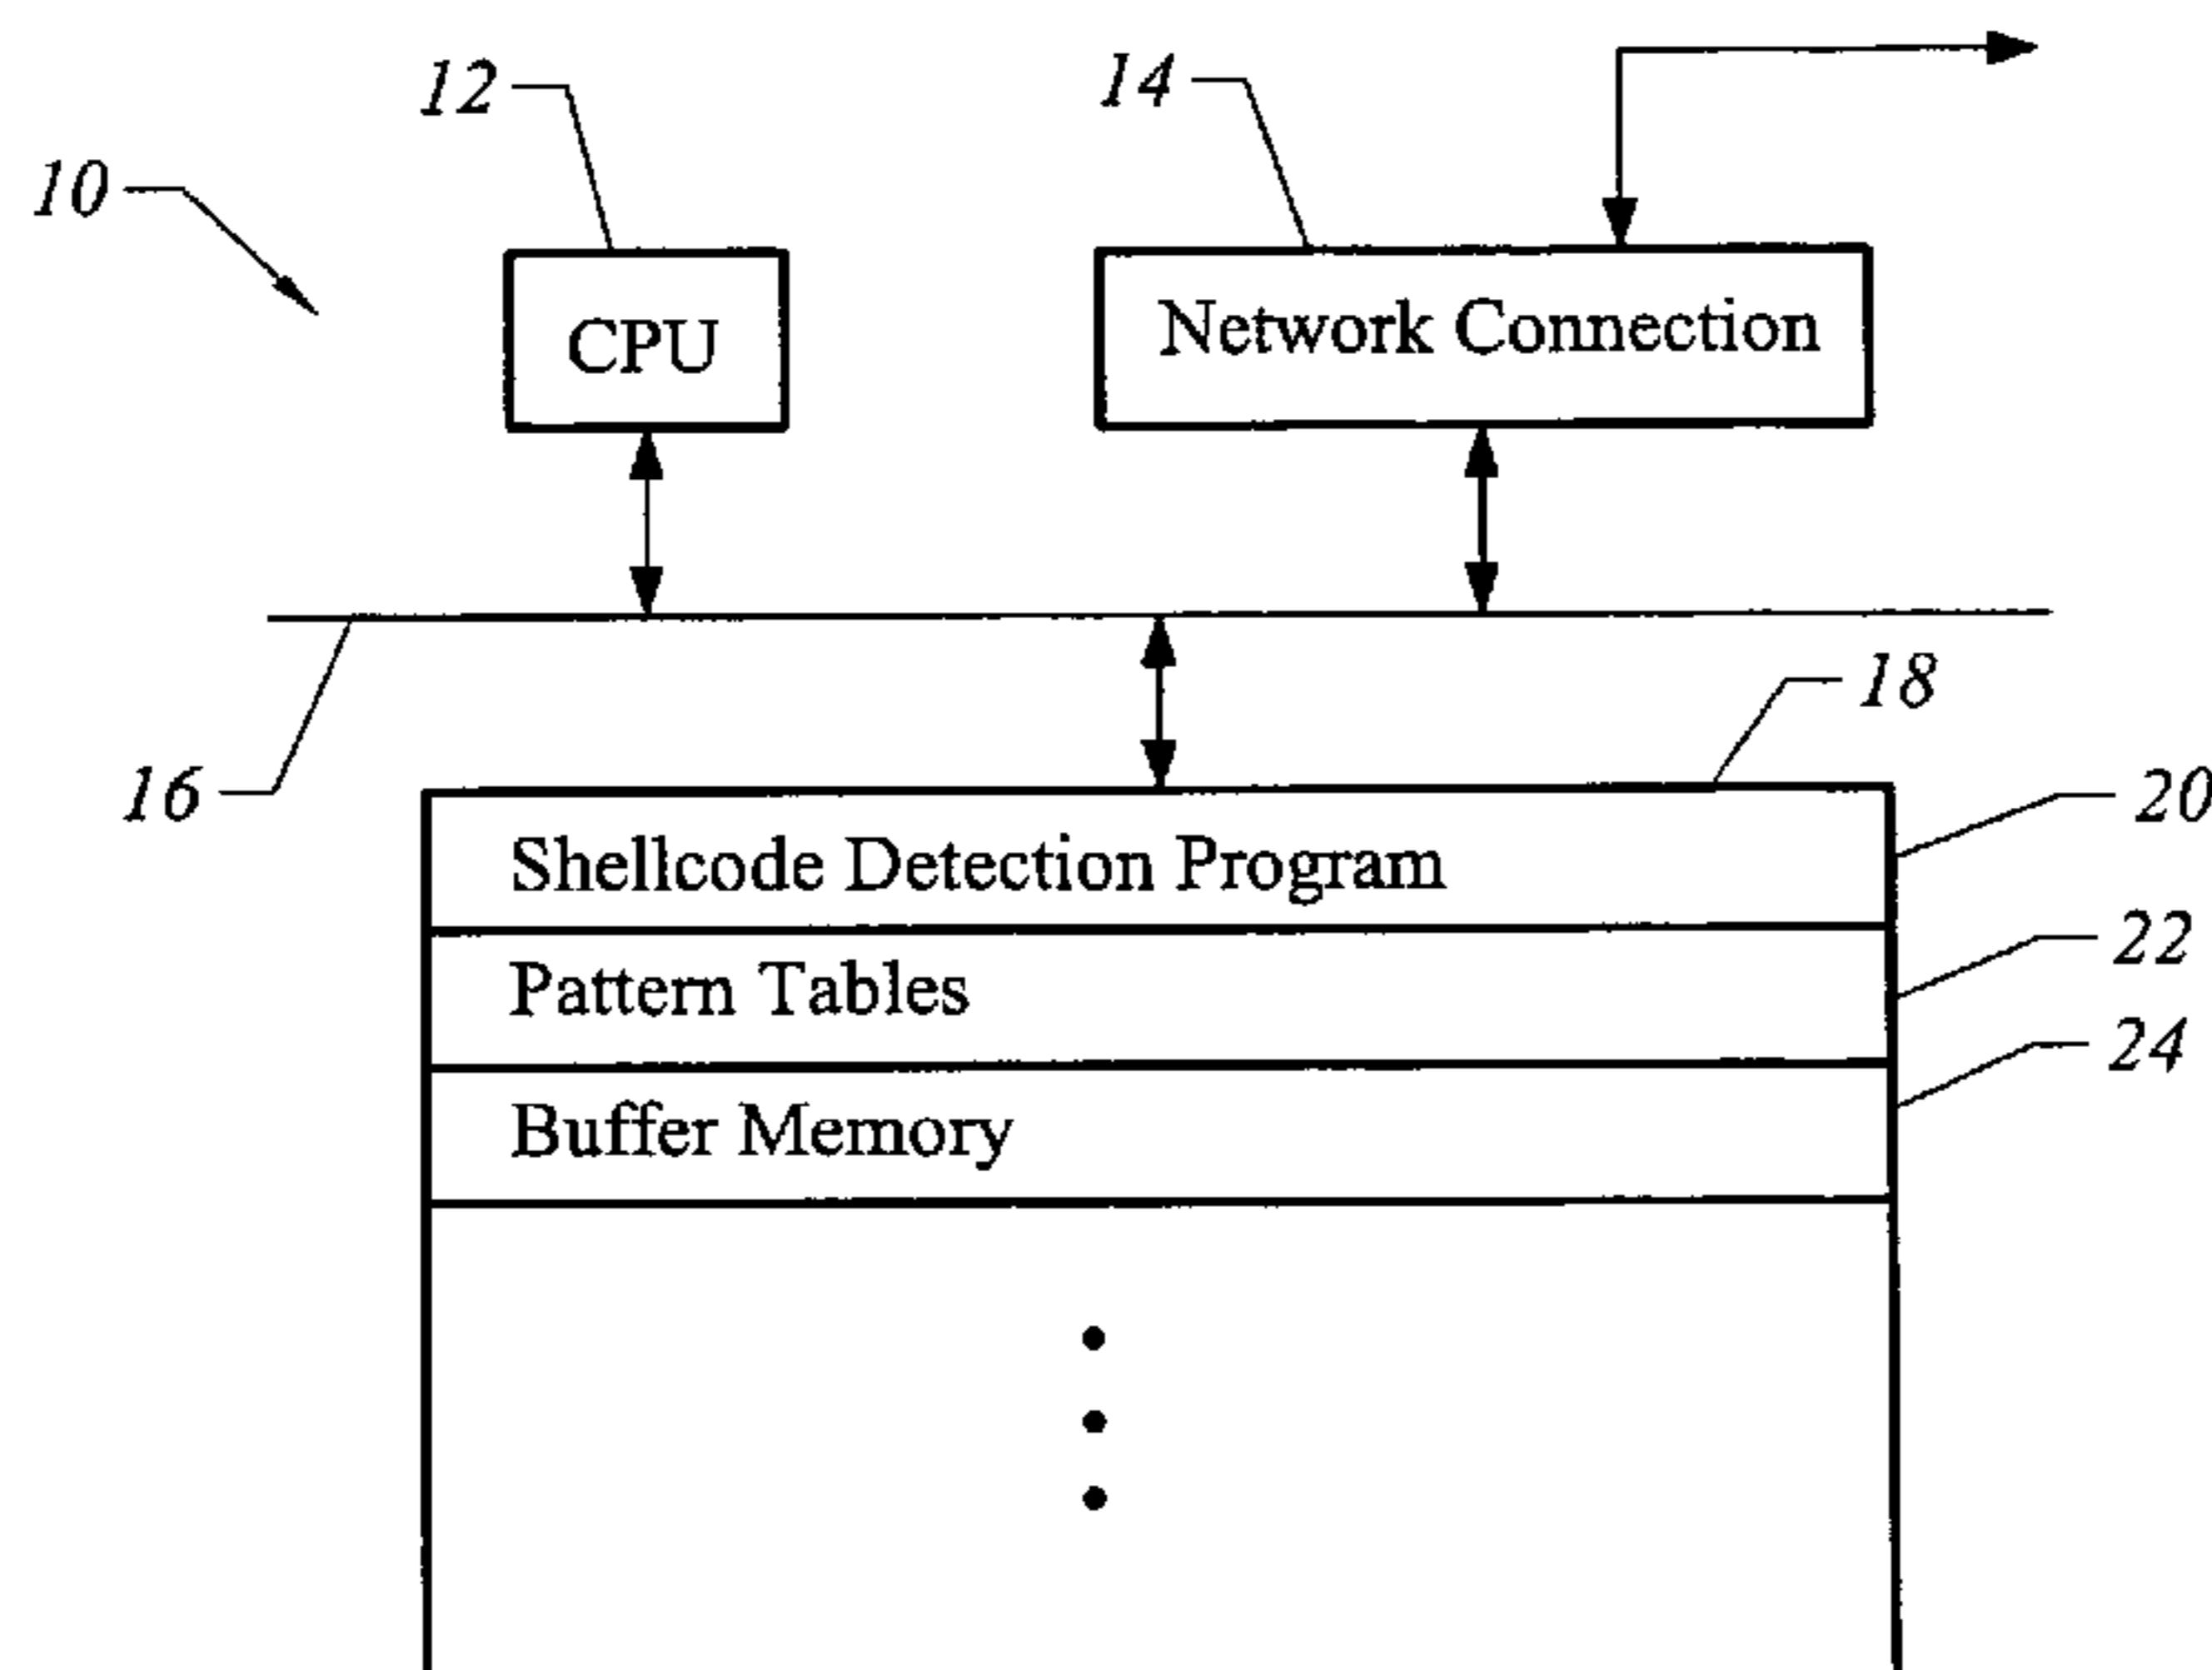 12
14
10
CPU
Network Connection
18
16
20
Shellcode Detection Program
22
Pattern Tables
24
Buffer Memory